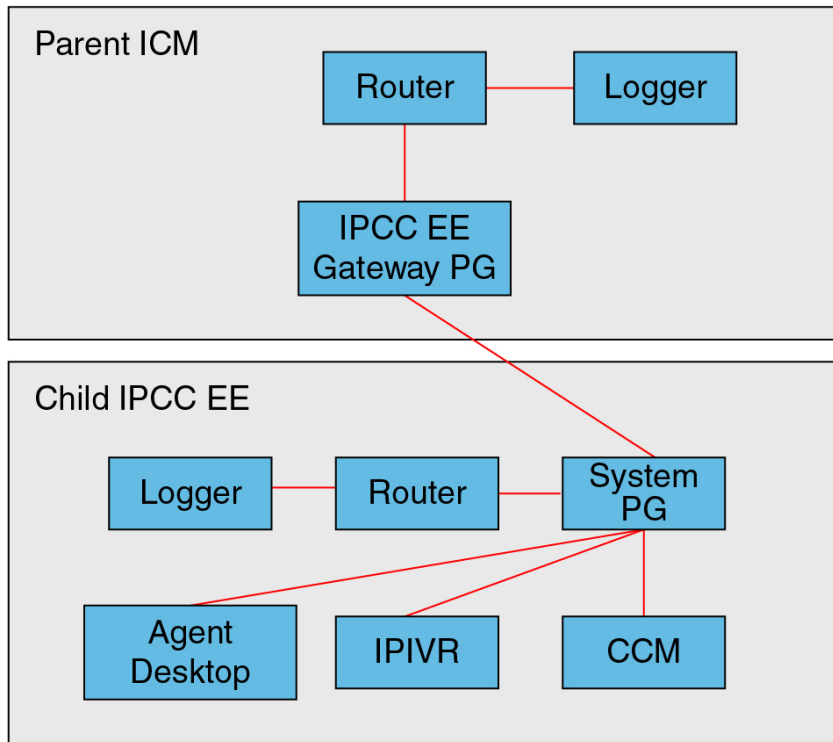 Parent ICM
Router
Logger
IPCC EE
Gateway PG
Child IPCC EE
Logger
Router
System
PG
Agent
Desktop
IPIVR
CCM